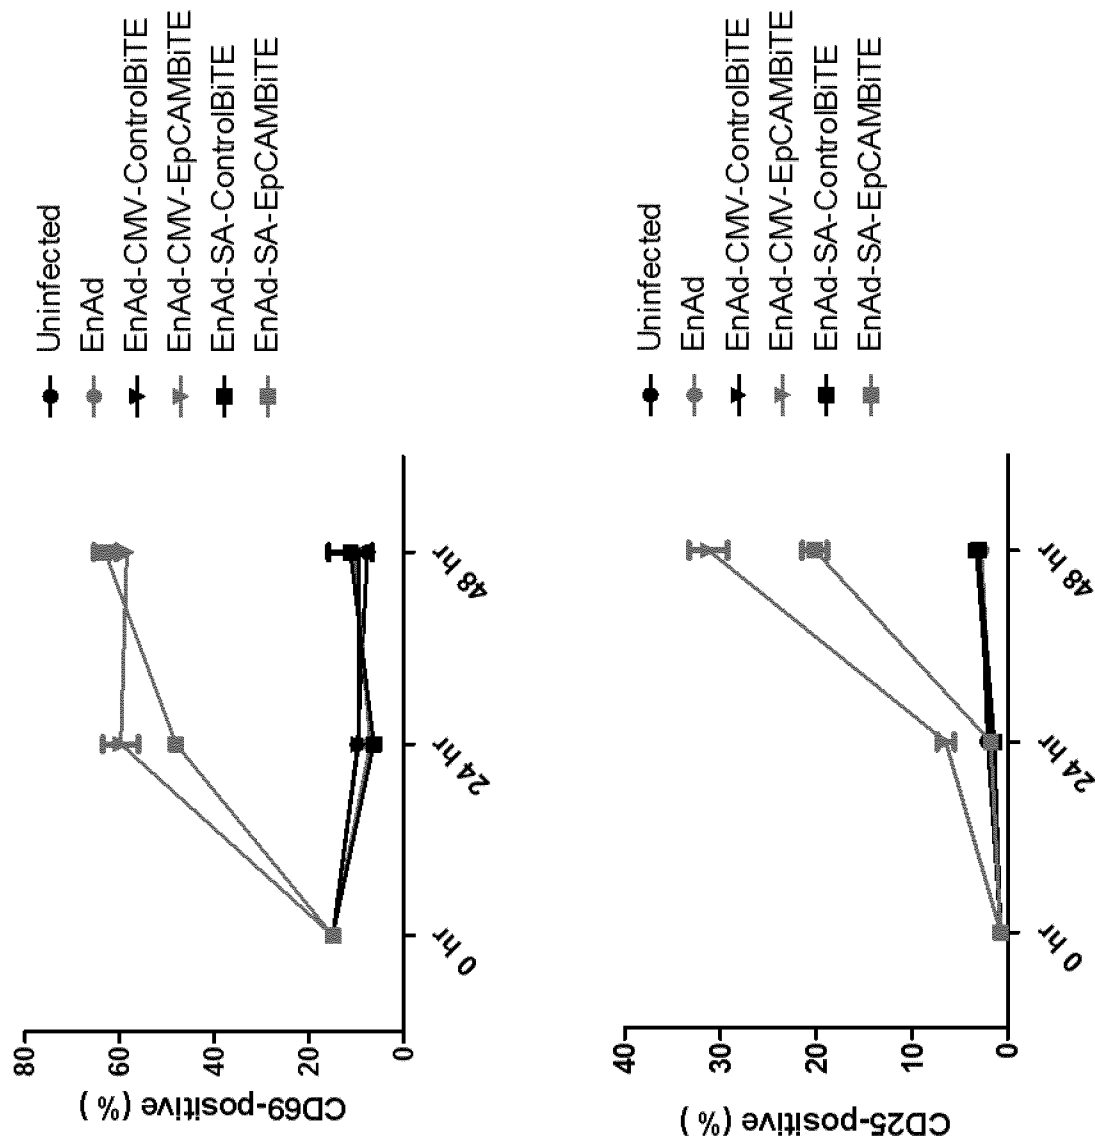 CD69-positive (%)
80
60
40
20
0
0 hr
24 hr
48 hr
Uninfected
EnAd
EnAd-CMV-ControlBiTE
EnAd-CMV-EpCAMBiTE
EnAd-SA-ControlBiTE
EnAd-SA-EpCAMBiTE
CD25-positive (%)
40
30
20
10
0
0 hr
24 hr
48 hr
Uninfected
EnAd
EnAd-CMV-ControlBiTE
EnAd-CMV-EpCAMBiTE
EnAd-SA-ControlBiTE
EnAd-SA-EpCAMBiTE